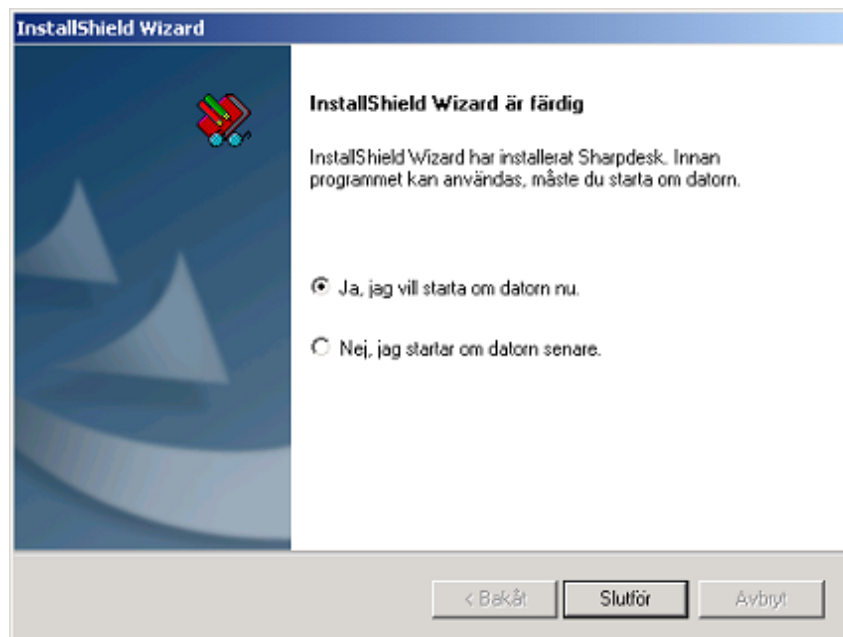 InstallShield Wizard
InstallShield Wizard är färdig
InstallShield Wizard har installerat Sharpdesk. Innan
programmet kan användas, måste du starta om datorn.
Ja, jag vill starta om datorn nu.
Nej, jag startar om datorn senare.
< Bakåt
Slutför
Avbryt